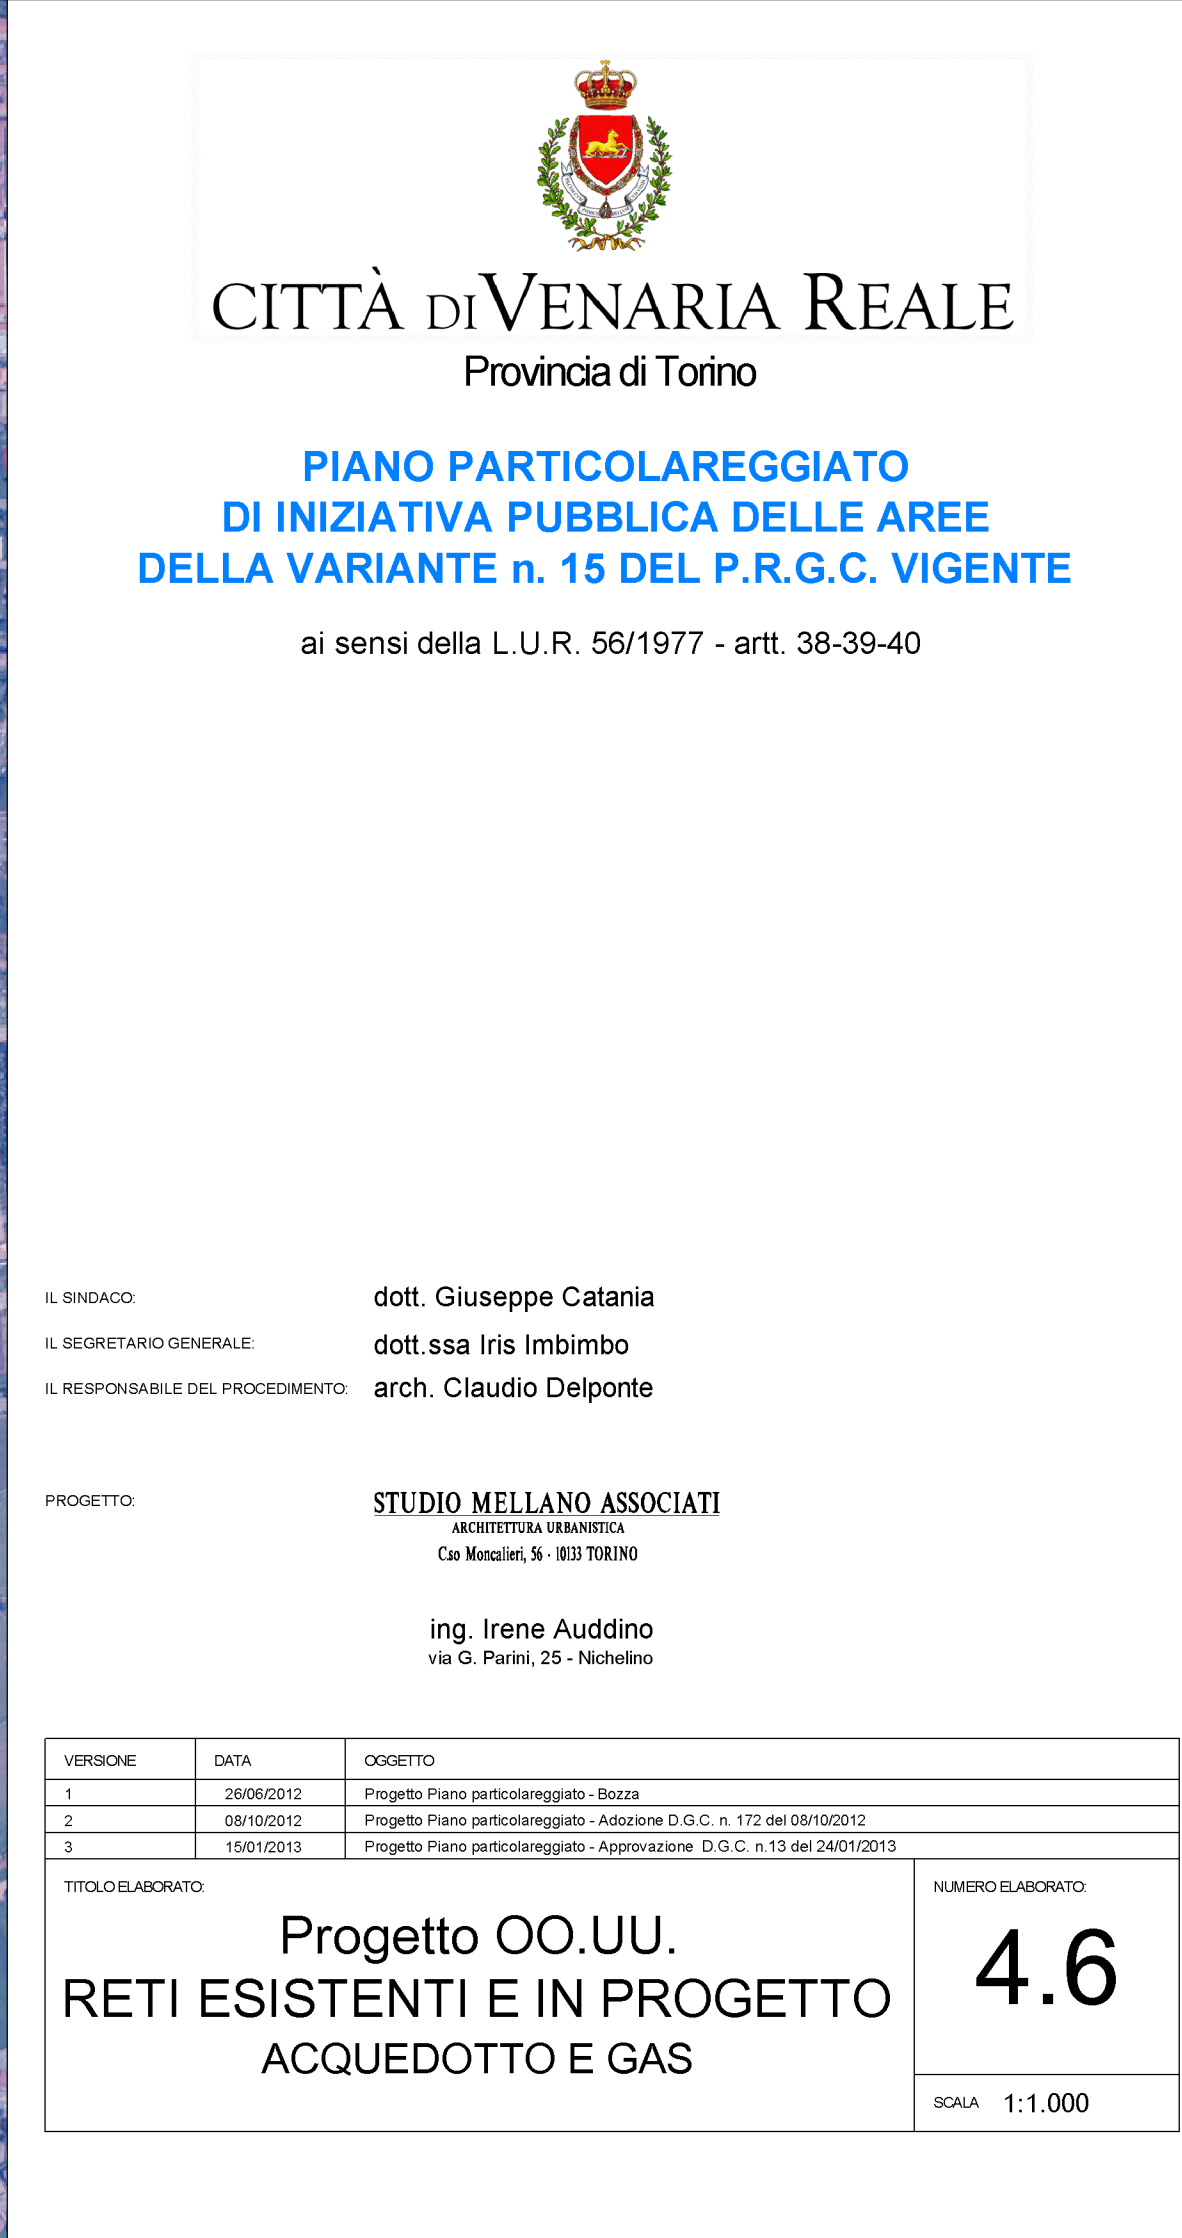 CITTÀ DI VENARIA REALE
Provincia di Torino
PIANO PARTICOLAREGGIATO
DI INIZIATIVA PUBBLICA DELLE AREE
DELLA VARIANTE n. 15 DEL P.R.G.C. VIGENTE
ai sensi della L.U.R. 56/1977 - artt. 38-39-40
IL SINDACO: dott. Giuseppe Catania
IL SEGRETARIO GENERALE: dott.ssa Iris Imbimbo
IL RESPONSABILE DEL PROCEDIMENTO: arch. Claudio Delponte
PROGETTO: STUDIO MELLANO ASSOCIATI
ARCHITETTURA URBANISTICA
C.so Moncalieri, 56 - 10133 TORINO
ing. Irene Auddino
via G. Parini, 25 - Nichelino
VERSIONE DATA OGGETTO
1 26/06/2012 Progetto Piano particolareggiato - Bozza
2 08/10/2012 Progetto Piano particolareggiato - Adozione D.G.C. n. 172 del 08/10/2012
3 15/01/2013 Progetto Piano particolareggiato - Approvazione D.G.C. n.13 del 24/01/2013
TITOLO ELABORATO:
Progetto OO.UU.
RETI ESISTENTI E IN PROGETTO
ACQUEDOTTO E GAS
NUMERO ELABORATO:
4.6
SCALA 1:1.000